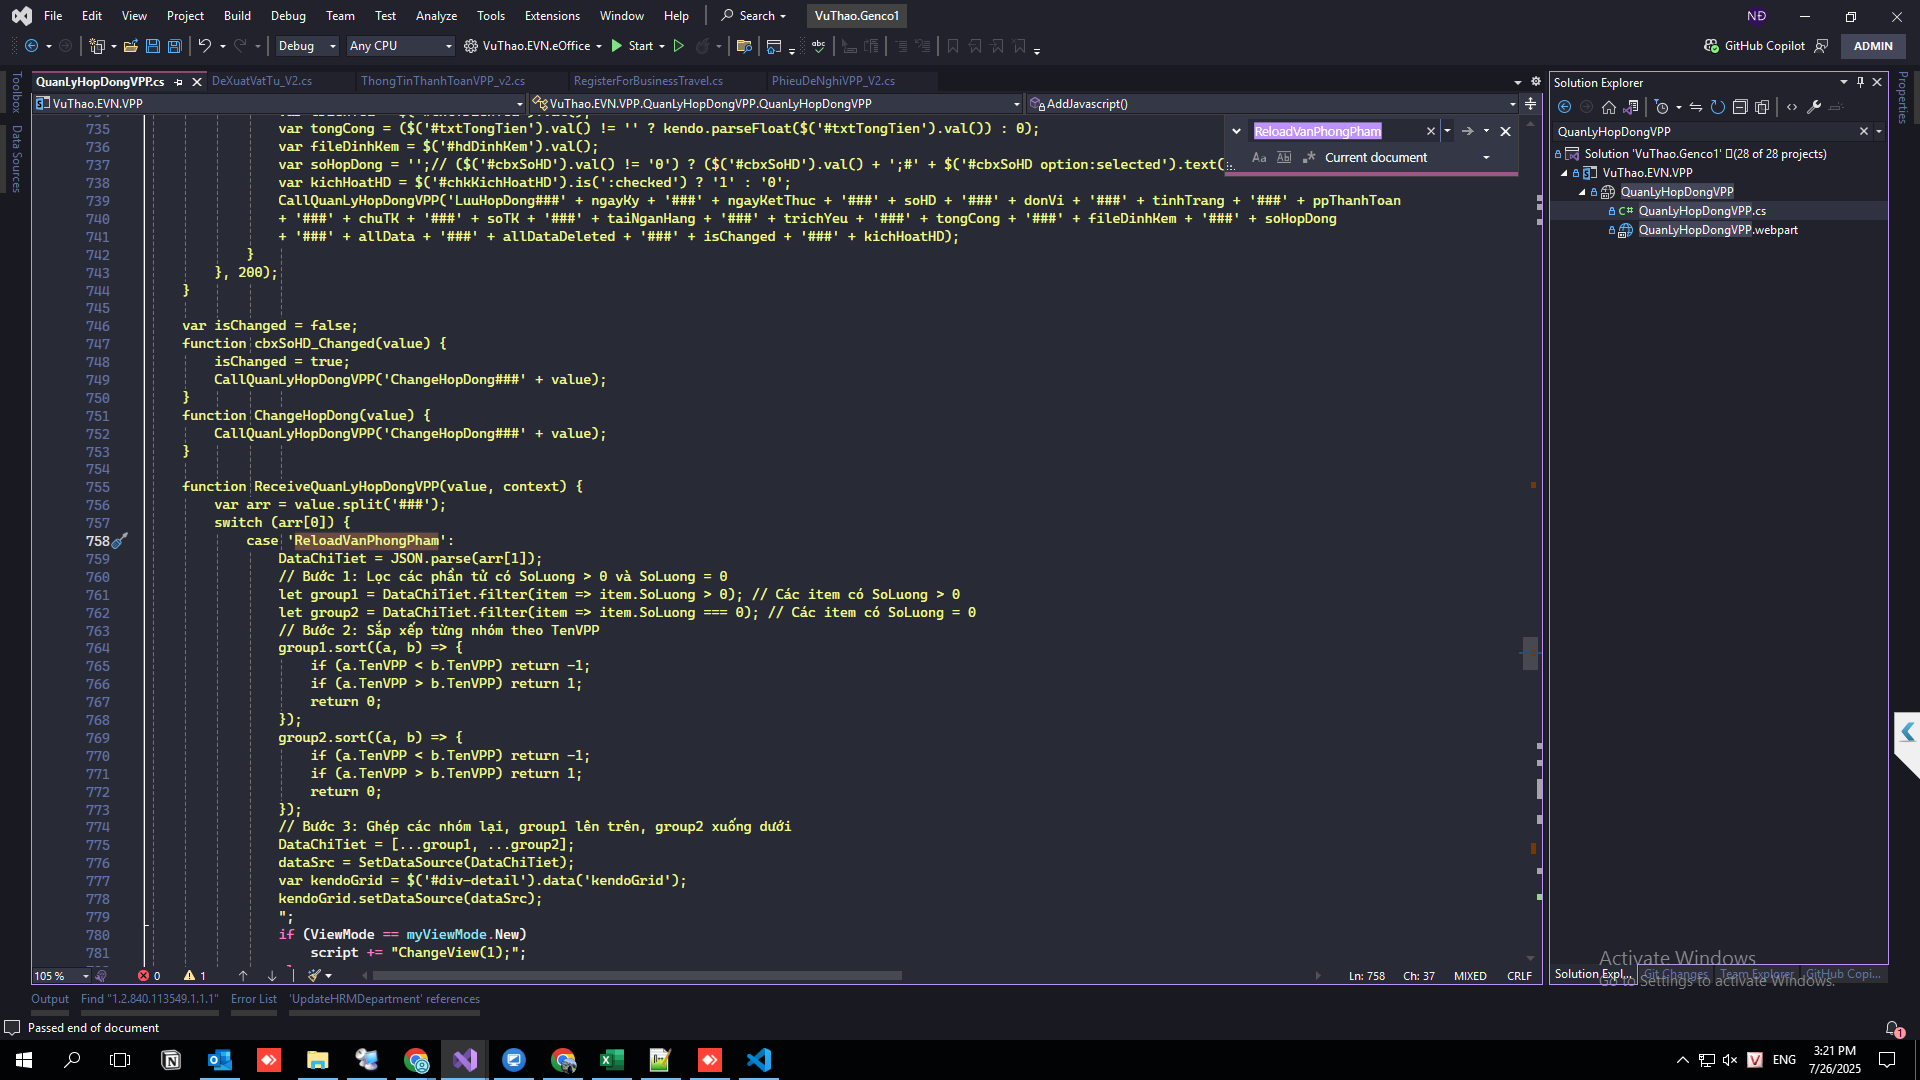 File Edit View Project Build Debug Team Test Analyze Tools Extensions Window Help Search VuThao.Genco1 NĐ
Debug Any CPU VuThao.EVN.eOffice Start GitHub Copilot ADMIN
QuanLyHopDongVPP.cs DeXuatVatTu_V2.cs ThongTinThanhToanVPP_v2.cs RegisterForBusinessTravel.cs PhieuDeNghiVPP_V2.cs
VuThao.EVN.VPP VuThao.EVN.VPP.QuanLyHopDongVPP.QuanLyHopDongVPP AddJavascript()
Toolbox
Data Sources
ReloadVanPhongPham
Aa Ab Current document
735 var tongCong = ($('#txtTongTien').val() != '' ? kendo.parseFloat($('#txtTongTien').val()) : 0);
736 var fileDinhKem = $('#hdDinhKem').val();
737 var soHopDong = '';// ($('#cbxSoHD').val() != '0') ? ($('#cbxSoHD').val() + ';#' + $('#cbxSoHD option:selected').text(
738 var kichHoatHD = $('#chkKichHoatHD').is(':checked') ? '1' : '0';
739 CallQuanLyHopDongVPP('LuuHopDong###' + ngayKy + '###' + ngayKetThuc + '###' + soHD + '###' + donVi + '###' + tinhTrang + '###' + ppThanhToan
740 + '###' + chuTK + '###' + soTK + '###' + taiNganHang + '###' + trichYeu + '###' + tongCong + '###' + fileDinhKem + '###' + soHopDong
741 + '###' + allData + '###' + allDataDeleted + '###' + isChanged + '###' + kichHoatHD);
742 }
743 }, 200);
744 }
745
746 var isChanged = false;
747 function cbxSoHD_Changed(value) {
748 isChanged = true;
749 CallQuanLyHopDongVPP('ChangeHopDong###' + value);
750 }
751 function ChangeHopDong(value) {
752 CallQuanLyHopDongVPP('ChangeHopDong###' + value);
753 }
754
755 function ReceiveQuanLyHopDongVPP(value, context) {
756 var arr = value.split('###');
757 switch (arr[0]) {
758 case 'ReloadVanPhongPham':
759 DataChiTiet = JSON.parse(arr[1]);
760 // Bước 1: Lọc các phần tử có SoLuong > 0 và SoLuong = 0
761 let group1 = DataChiTiet.filter(item => item.SoLuong > 0); // Các item có SoLuong > 0
762 let group2 = DataChiTiet.filter(item => item.SoLuong === 0); // Các item có SoLuong = 0
763 // Bước 2: Sắp xếp từng nhóm theo TenVPP
764 group1.sort((a, b) => {
765 if (a.TenVPP < b.TenVPP) return -1;
766 if (a.TenVPP > b.TenVPP) return 1;
767 return 0;
768 });
769 group2.sort((a, b) => {
770 if (a.TenVPP < b.TenVPP) return -1;
771 if (a.TenVPP > b.TenVPP) return 1;
772 return 0;
773 });
774 // Bước 3: Ghép các nhóm lại, group1 lên trên, group2 xuống dưới
775 DataChiTiet = [...group1, ...group2];
776 dataSrc = SetDataSource(DataChiTiet);
777 var kendoGrid = $('#div-detail').data('kendoGrid');
778 kendoGrid.setDataSource(dataSrc);
779 ";
780 if (ViewMode == myViewMode.New)
781 script += "ChangeView(1);";
105 % 0 1 Ln: 758 Ch: 37 MIXED CRLF
Output Find "1.2.840.113549.1.1.1" Error List 'UpdateHRMDepartment' references
Passed end of document
Solution Explorer
QuanLyHopDongVPP
Solution 'VuThao.Genco1' (28 of 28 projects)
VuThao.EVN.VPP
QuanLyHopDongVPP
QuanLyHopDongVPP.cs
QuanLyHopDongVPP.webpart
Properties
Activate Windows
Go to Settings to activate Windows.
Solution Expl... Git Changes Team Explorer GitHub Copi...
1
ENG 3:21 PM
7/26/2025